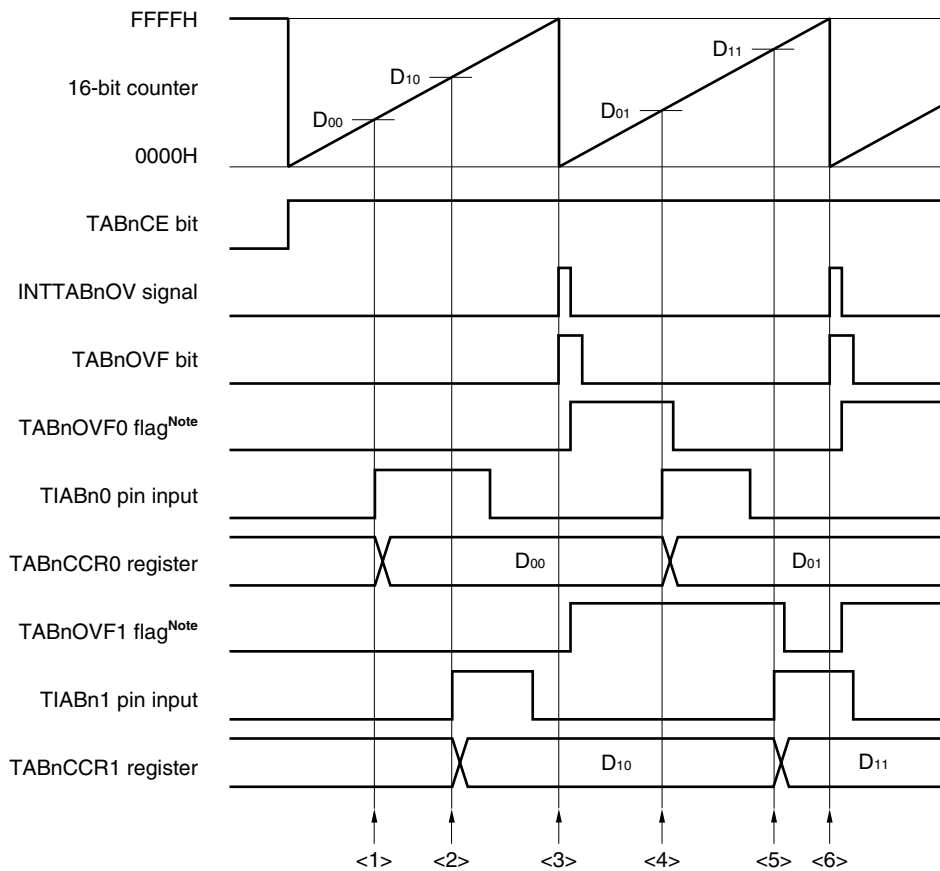 FFFFH
D11
D10
16-bit counter
D01
D00
0000H
TABnCE bit
INTTABnOV signal
TABnOVF bit
TABnOVF0 flagNote
TIABn0 pin input
TABnCCR0 register
D00
D01
TABnOVF1 flagNote
TIABn1 pin input
TABnCCR1 register
D10
D11
<1> <2> <3> <4> <5> <6>